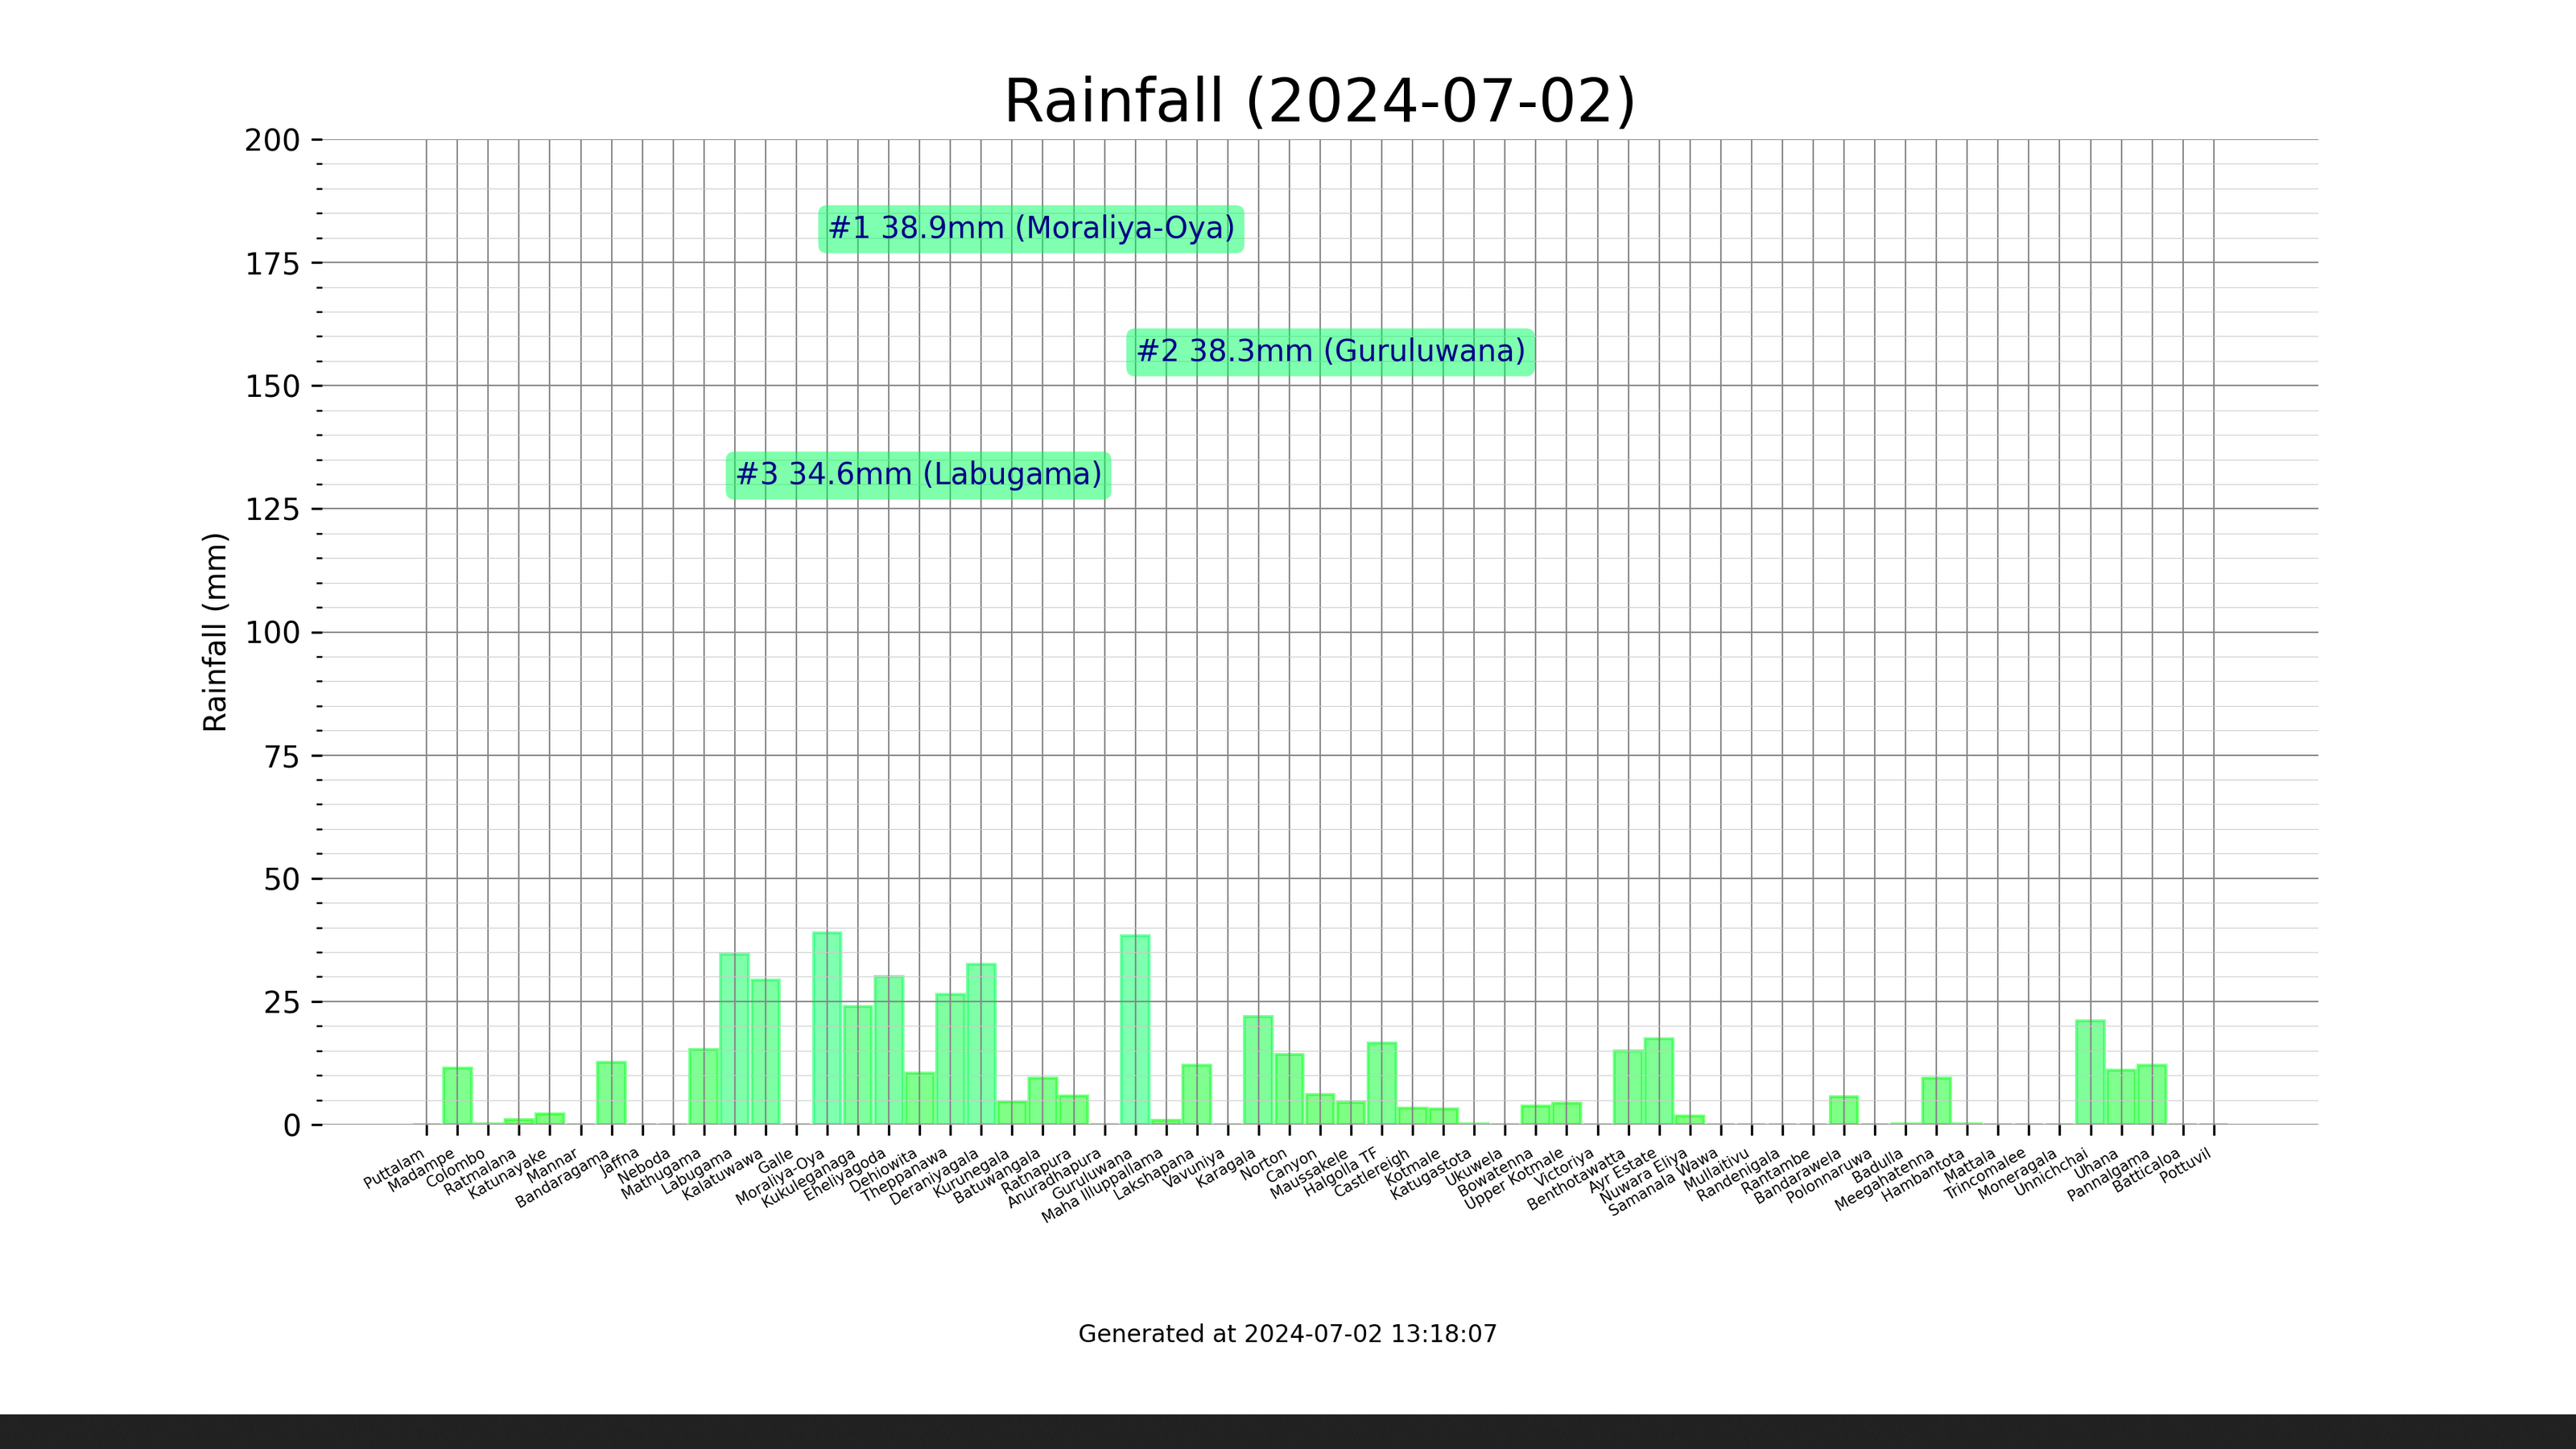 Rainfall (2024-07-02)
200
175
150
125
100
75
50
25
0
Rainfall (mm)
#1 38.9mm (Moraliya-Oya)
#2 38.3mm (Guruluwana)
#3 34.6mm (Labugama)
Puttalam
Madampe
Colombo
Ratmalana
Katunayake
Mannar
Bandaragama
Jaffna
Neboda
Mathugama
Labugama
Kalatuwawa
Galle
Moraliya-Oya
Kukuleganaga
Eheliyagoda
Dehiowita
Theppanawa
Deraniyagala
Kurunegala
Batuwangala
Ratnapura
Anuradhapura
Guruluwana
Maha Illuppallama
Lakshapana
Vavuniya
Karagala
Norton
Canyon
Maussakele
Halgolla TF
Castlereigh
Kotmale
Katugastota
Ukuwela
Bowatenna
Upper Kotmale
Victoriya
Benthotawatta
Ayr Estate
Nuwara Eliya
Samanala Wawa
Mullaitivu
Randenigala
Rantambe
Bandarawela
Polonnaruwa
Badulla
Meegahatenna
Hambantota
Mattala
Trincomalee
Moneragala
Unnichchai
Uhana
Pannalgama
Batticaloa
Pottuvil
Generated at 2024-07-02 13:18:07